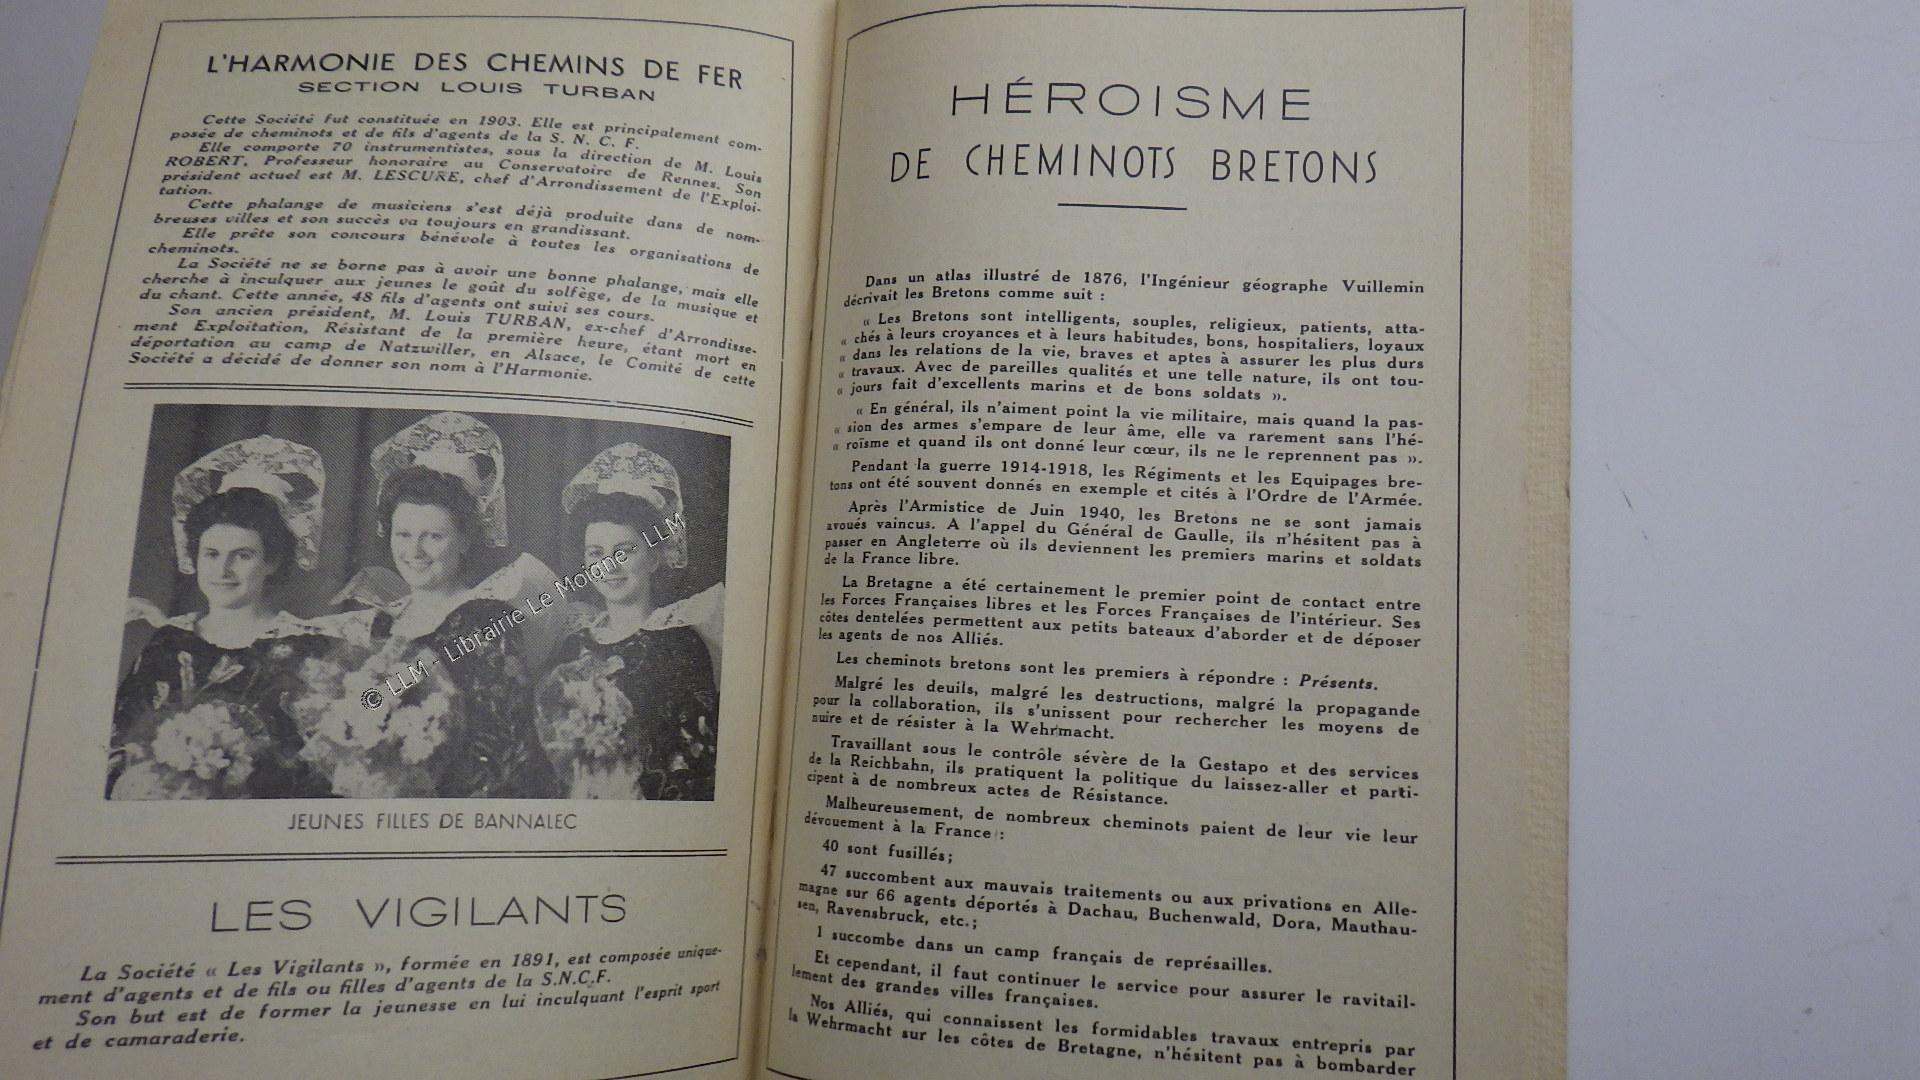 L'HARMONIE DES CHEMINS DE FER
SECTION LOUIS TURBAN
Cette Société fut constituée en 1903. Elle est principalement com-
posée de cheminots et de fils d'agents de la S. N. C. F.
Elle comporte 70 instrumentistes, sous la direction de M. Louis
ROBERT, Professeur honoraire au Conservatoire de Rennes. Son
président actuel est M. LESCURE, chef d'Arrondissement de l'Exploi-
tation.
Cette phalange de musiciens s'est déjà produite dans de nom-
breuses villes et son succès va toujours en grandissant.
Elle prête son concours bénévole à toutes les organisations de
cheminots.
La Société ne se borne pas à avoir une bonne phalange, mais elle
cherche à inculquer aux jeunes le goût du solfège, de la musique et
du chant. Cette année, 48 fils d'agents ont suivi ses cours.
Son ancien président, M. Louis TURBAN, ex-chef d'Arrondisse-
ment Exploitation, Résistant de la première heure, étant mort en
déportation au camp de Natzwiller, en Alsace, le Comité de cette
Société a décidé de donner son nom à l'Harmonie.
© LLM - Librairie Le Moigne - LLM
JEUNES FILLES DE BANNALEC
LES VIGILANTS
La Société « Les Vigilants », formée en 1891, est composée unique-
ment d'agents et de fils ou filles d'agents de la S.N.C.F.
Son but est de former la jeunesse en lui inculquant l'esprit sport
et de camaraderie.
HÉROISME
DE CHEMINOTS BRETONS
Dans un atlas illustré de 1876, l'Ingénieur géographe Vuillemin
décrivait les Bretons comme suit :
« Les Bretons sont intelligents, souples, religieux, patients, atta-
« chés à leurs croyances et à leurs habitudes, bons, hospitaliers, loyaux
« dans les relations de la vie, braves et aptes à assurer les plus durs
« travaux. Avec de pareilles qualités et une telle nature, ils ont tou-
« jours fait d'excellents marins et de bons soldats ».
« En général, ils n'aiment point la vie militaire, mais quand la pas-
« sion des armes s'empare de leur âme, elle va rarement sans l'hé-
« roïsme et quand ils ont donné leur cœur, ils ne le reprennent pas ».
Pendant la guerre 1914-1918, les Régiments et les Equipages bre-
tons ont été souvent donnés en exemple et cités à l'Ordre de l'Armée.
Après l'Armistice de Juin 1940, les Bretons ne se sont jamais
avoués vaincus. A l'appel du Général de Gaulle, ils n'hésitent pas à
passer en Angleterre où ils deviennent les premiers marins et soldats
de la France libre.
La Bretagne a été certainement le premier point de contact entre
les Forces Françaises libres et les Forces Françaises de l'intérieur. Ses
côtes dentelées permettent aux petits bateaux d'aborder et de déposer
les agents de nos Alliés.
Les cheminots bretons sont les premiers à répondre : Présents.
Malgré les deuils, malgré les destructions, malgré la propagande
pour la collaboration, ils s'unissent pour rechercher les moyens de
nuire et de résister à la Wehrmacht.
Travaillant sous le contrôle sévère de la Gestapo et des services
de la Reichbahn, ils pratiquent la politique du laissez-aller et parti-
cipent à de nombreux actes de Résistance.
Malheureusement, de nombreux cheminots paient de leur vie leur
dévouement à la France :
40 sont fusillés ;
47 succombent aux mauvais traitements ou aux privations en Alle-
magne sur 66 agents déportés à Dachau, Buchenwald, Dora, Mauthau-
sen, Ravensbruck, etc. ;
1 succombe dans un camp français de représailles.
Et cependant, il faut continuer le service pour assurer le ravitail-
lement des grandes villes françaises.
Nos Alliés, qui connaissent les formidables travaux entrepris par
la Wehrmacht sur les côtes de Bretagne, n'hésitent pas à bombarder